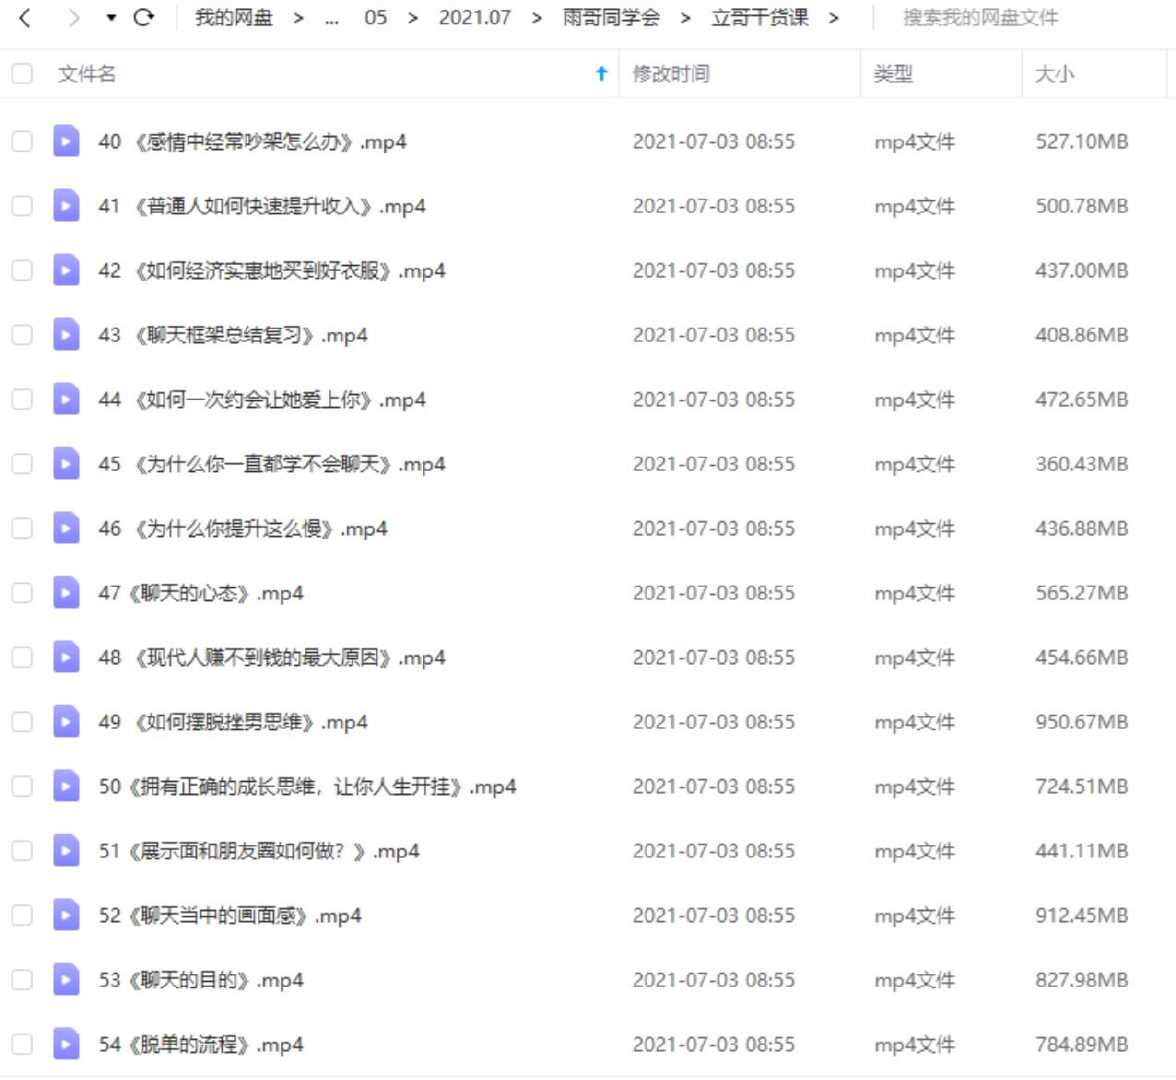 我的网盘 > ... 05 > 2021.07 > 雨哥同学会 > 立哥干货课 > 搜索我的网盘文件
文件名 修改时间 类型 大小
40 《感情中经常吵架怎么办》.mp4 2021-07-03 08:55 mp4文件 527.10MB
41 《普通人如何快速提升收入》.mp4 2021-07-03 08:55 mp4文件 500.78MB
42 《如何经济实惠地买到好衣服》.mp4 2021-07-03 08:55 mp4文件 437.00MB
43 《聊天框架总结复习》.mp4 2021-07-03 08:55 mp4文件 408.86MB
44 《如何一次约会让她爱上你》.mp4 2021-07-03 08:55 mp4文件 472.65MB
45 《为什么你一直都学不会聊天》.mp4 2021-07-03 08:55 mp4文件 360.43MB
46 《为什么你提升这么慢》.mp4 2021-07-03 08:55 mp4文件 436.88MB
47《聊天的心态》.mp4 2021-07-03 08:55 mp4文件 565.27MB
48 《现代人赚不到钱的最大原因》.mp4 2021-07-03 08:55 mp4文件 454.66MB
49 《如何摆脱挫男思维》.mp4 2021-07-03 08:55 mp4文件 950.67MB
50《拥有正确的成长思维，让你人生开挂》.mp4 2021-07-03 08:55 mp4文件 724.51MB
51《展示面和朋友圈如何做？》.mp4 2021-07-03 08:55 mp4文件 441.11MB
52《聊天当中的画面感》.mp4 2021-07-03 08:55 mp4文件 912.45MB
53《聊天的目的》.mp4 2021-07-03 08:55 mp4文件 827.98MB
54《脱单的流程》.mp4 2021-07-03 08:55 mp4文件 784.89MB